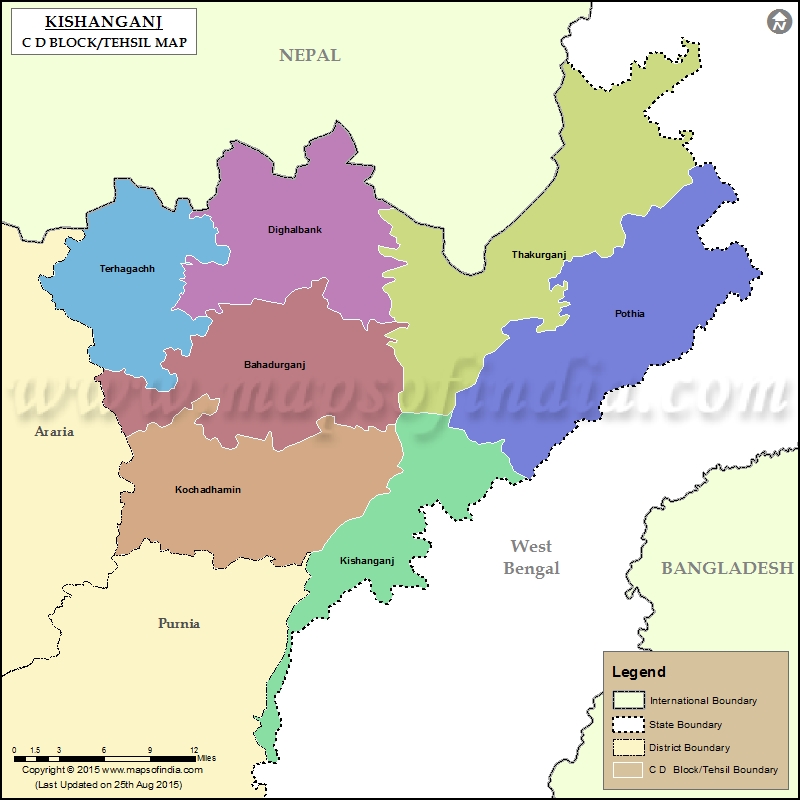 KISHANGANJ
C D BLOCK/TEHSIL MAP
N
NEPAL
Dighalbank
Thakurganj
Terhagachh
Pothia
Bahadurganj
www.mapsofindia.com
Araria
Kochadhamin
West
Bengal
Kishanganj
BANGLADESH
Purnia
Legend
International Boundary
State Boundary
District Boundary
C D Block/Tehsil Boundary
0 1.5 3 6 9 12
Miles
Copyright © 2015 www.mapsofindia.com
(Last Updated on 25th Aug 2015)